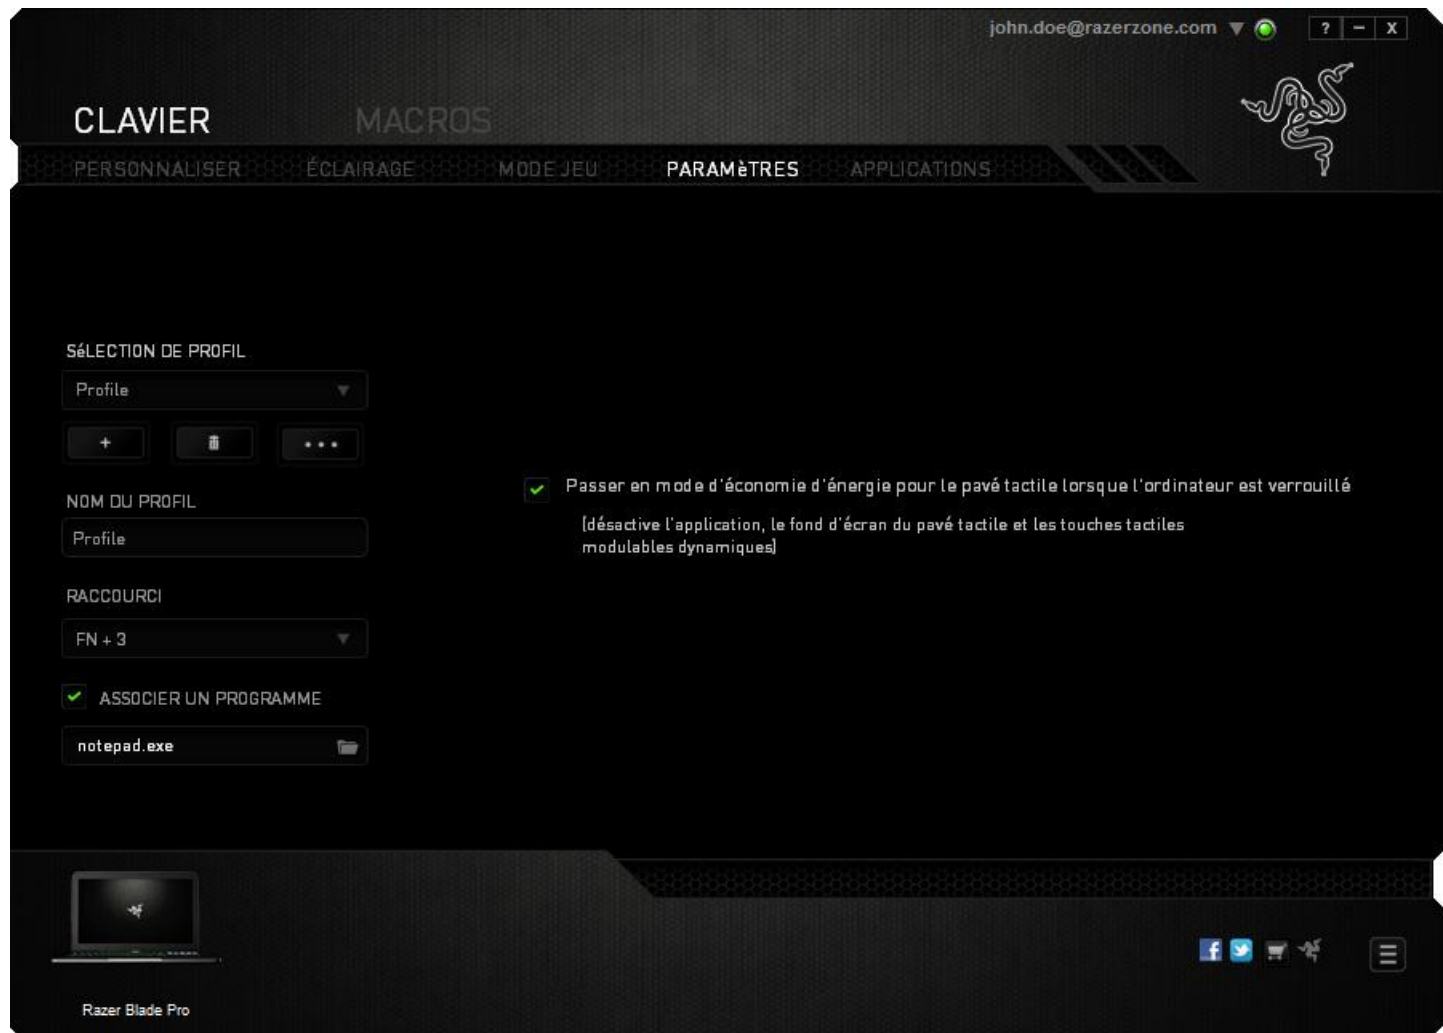 john.doe@razerzone.com
? – X
CLAVIER MACROS
PERSONNALISER ÉCLAIRAGE MODE JEU PARAMèTRES APPLICATIONS
SéLECTION DE PROFIL
Profile
+ •••
NOM DU PROFIL
Profile
RACCOURCI
FN + 3
ASSOCIER UN PROGRAMME
notepad.exe
Passer en mode d'économie d'énergie pour le pavé tactile lorsque l'ordinateur est verrouillé
(désactive l'application, le fond d'écran du pavé tactile et les touches tactiles
modulables dynamiques)
Razer Blade Pro